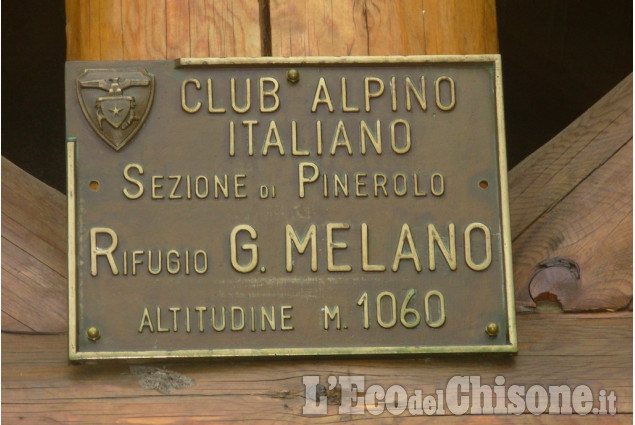 CLUB ALPINO
ITALIANO
SEZIONE DI PINEROLO
RIFUGIO G. MELANO
ALTITUDINE M. 1060
L'EcodelChisone.it